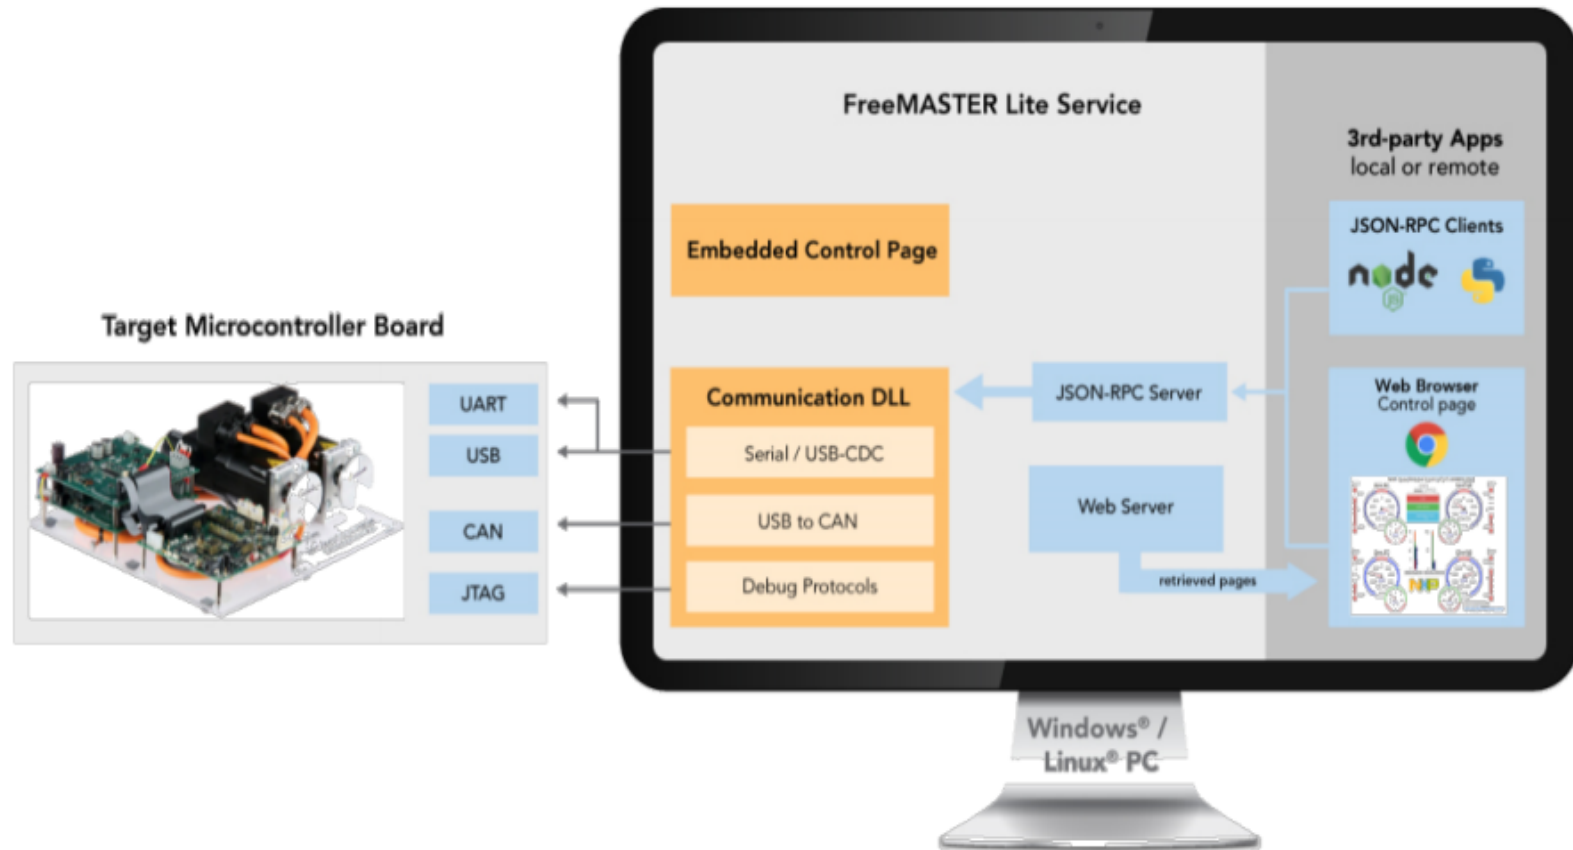 FreeMASTER Lite Service
3rd-party Apps
local or remote
JSON-RPC Clients
node
JS
Embedded Control Page
Target Microcontroller Board
UART
USB
CAN
JTAG
Communication DLL
Serial / USB-CDC
USB to CAN
Debug Protocols
JSON-RPC Server
Web Server
retrieved pages
Web Browser
Control page
NXP
Windows® /
Linux® PC